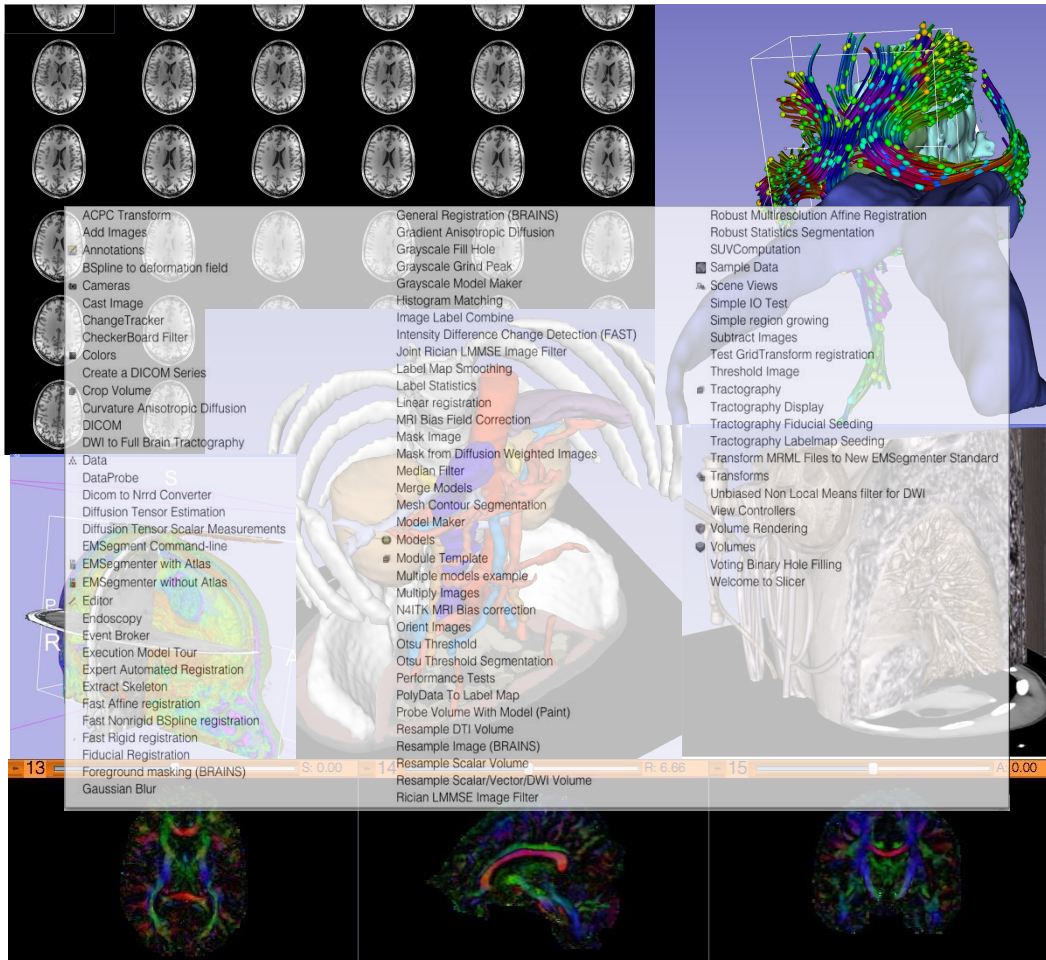 ACPC Transform
Add Images
Annotations
BSpline to deformation field
Cameras
Cast Image
ChangeTracker
CheckerBoard Filter
Colors
Create a DICOM Series
Crop Volume
Curvature Anisotropic Diffusion
DICOM
DWI to Full Brain Tractography
Data
DataProbe
Dicom to Nrrd Converter
Diffusion Tensor Estimation
Diffusion Tensor Scalar Measurements
EMSegment Command-line
EMSegmenter with Atlas
EMSegmenter without Atlas
Editor
Endoscopy
Event Broker
Execution Model Tour
Expert Automated Registration
Extract Skeleton
Fast Affine registration
Fast Nonrigid BSpline registration
Fast Rigid registration
Fiducial Registration
Foreground masking (BRAINS)
Gaussian Blur
General Registration (BRAINS)
Gradient Anisotropic Diffusion
Grayscale Fill Hole
Grayscale Grind Peak
Grayscale Model Maker
Histogram Matching
Image Label Combine
Intensity Difference Change Detection (FAST)
Joint Rician LMMSE Image Filter
Label Map Smoothing
Label Statistics
Linear registration
MRI Bias Field Correction
Mask Image
Mask from Diffusion Weighted Images
Median Filter
Merge Models
Mesh Contour Segmentation
Model Maker
Models
Module Template
Multiple models example
Multiply Images
N4ITK MRI Bias correction
Orient Images
Otsu Threshold
Otsu Threshold Segmentation
Performance Tests
PolyData To Label Map
Probe Volume With Model (Paint)
Resample DTI Volume
Resample Image (BRAINS)
Resample Scalar Volume
Resample Scalar/Vector/DWI Volume
Rician LMMSE Image Filter
Robust Multiresolution Affine Registration
Robust Statistics Segmentation
SUVComputation
Sample Data
Scene Views
Simple IO Test
Simple region growing
Subtract Images
Test GridTransform registration
Threshold Image
Tractography
Tractography Display
Tractography Fiducial Seeding
Tractography Labelmap Seeding
Transform MRML Files to New EMSegmenter Standard
Transforms
Unbiased Non Local Means filter for DWI
View Controllers
Volume Rendering
Volumes
Voting Binary Hole Filling
Welcome to Slicer
S
P
R
A
13 S: 0.00
14 R: 6.66
15 A: 0.00